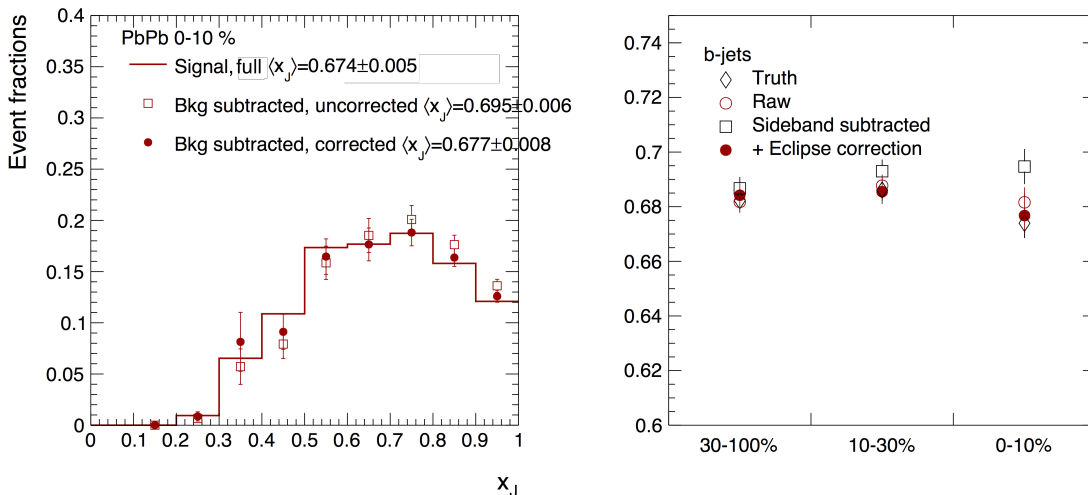 0.4
0.35
0.3
0.25
0.2
0.15
0.1
0.05
0
Event fractions
PbPb 0-10 %
Signal, full ⟨x_J⟩=0.674±0.005
Bkg subtracted, uncorrected ⟨x_J⟩=0.695±0.006
Bkg subtracted, corrected ⟨x_J⟩=0.677±0.008
0 0.1 0.2 0.3 0.4 0.5 0.6 0.7 0.8 0.9 1
x_J
0.74
0.72
0.7
0.68
0.66
0.64
0.62
0.6
b-jets
Truth
Raw
Sideband subtracted
+ Eclipse correction
30-100% 10-30% 0-10%